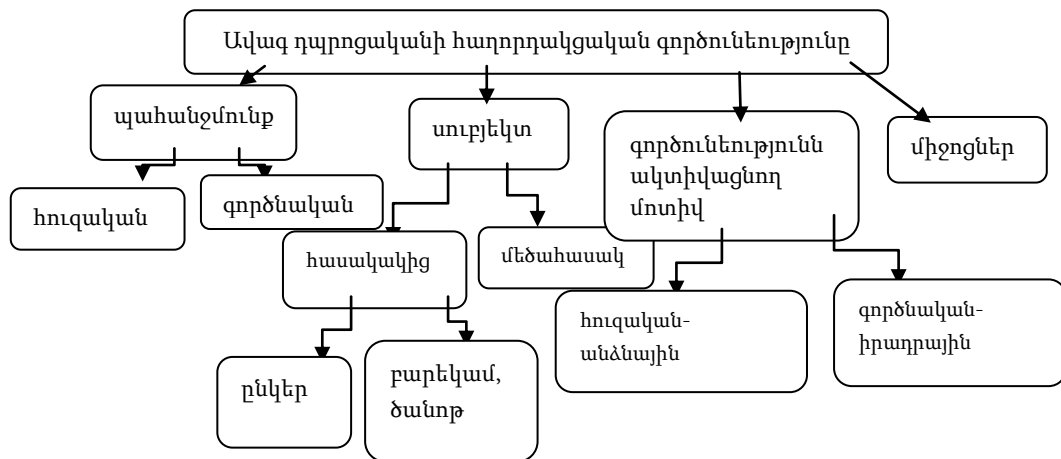 Ավագ դպրոցականի հաղորդակցական գործունեությունը
պահանջմունք
սուբյեկտ
գործունեությունն
ակտիվացնող
մոտիվ
միջոցներ
հուզական
գործնական
հասակակից
մեծահասակ
հուզական-
անձնային
գործնական-
իրադրային
ընկեր
բարեկամ,
ծանոթ